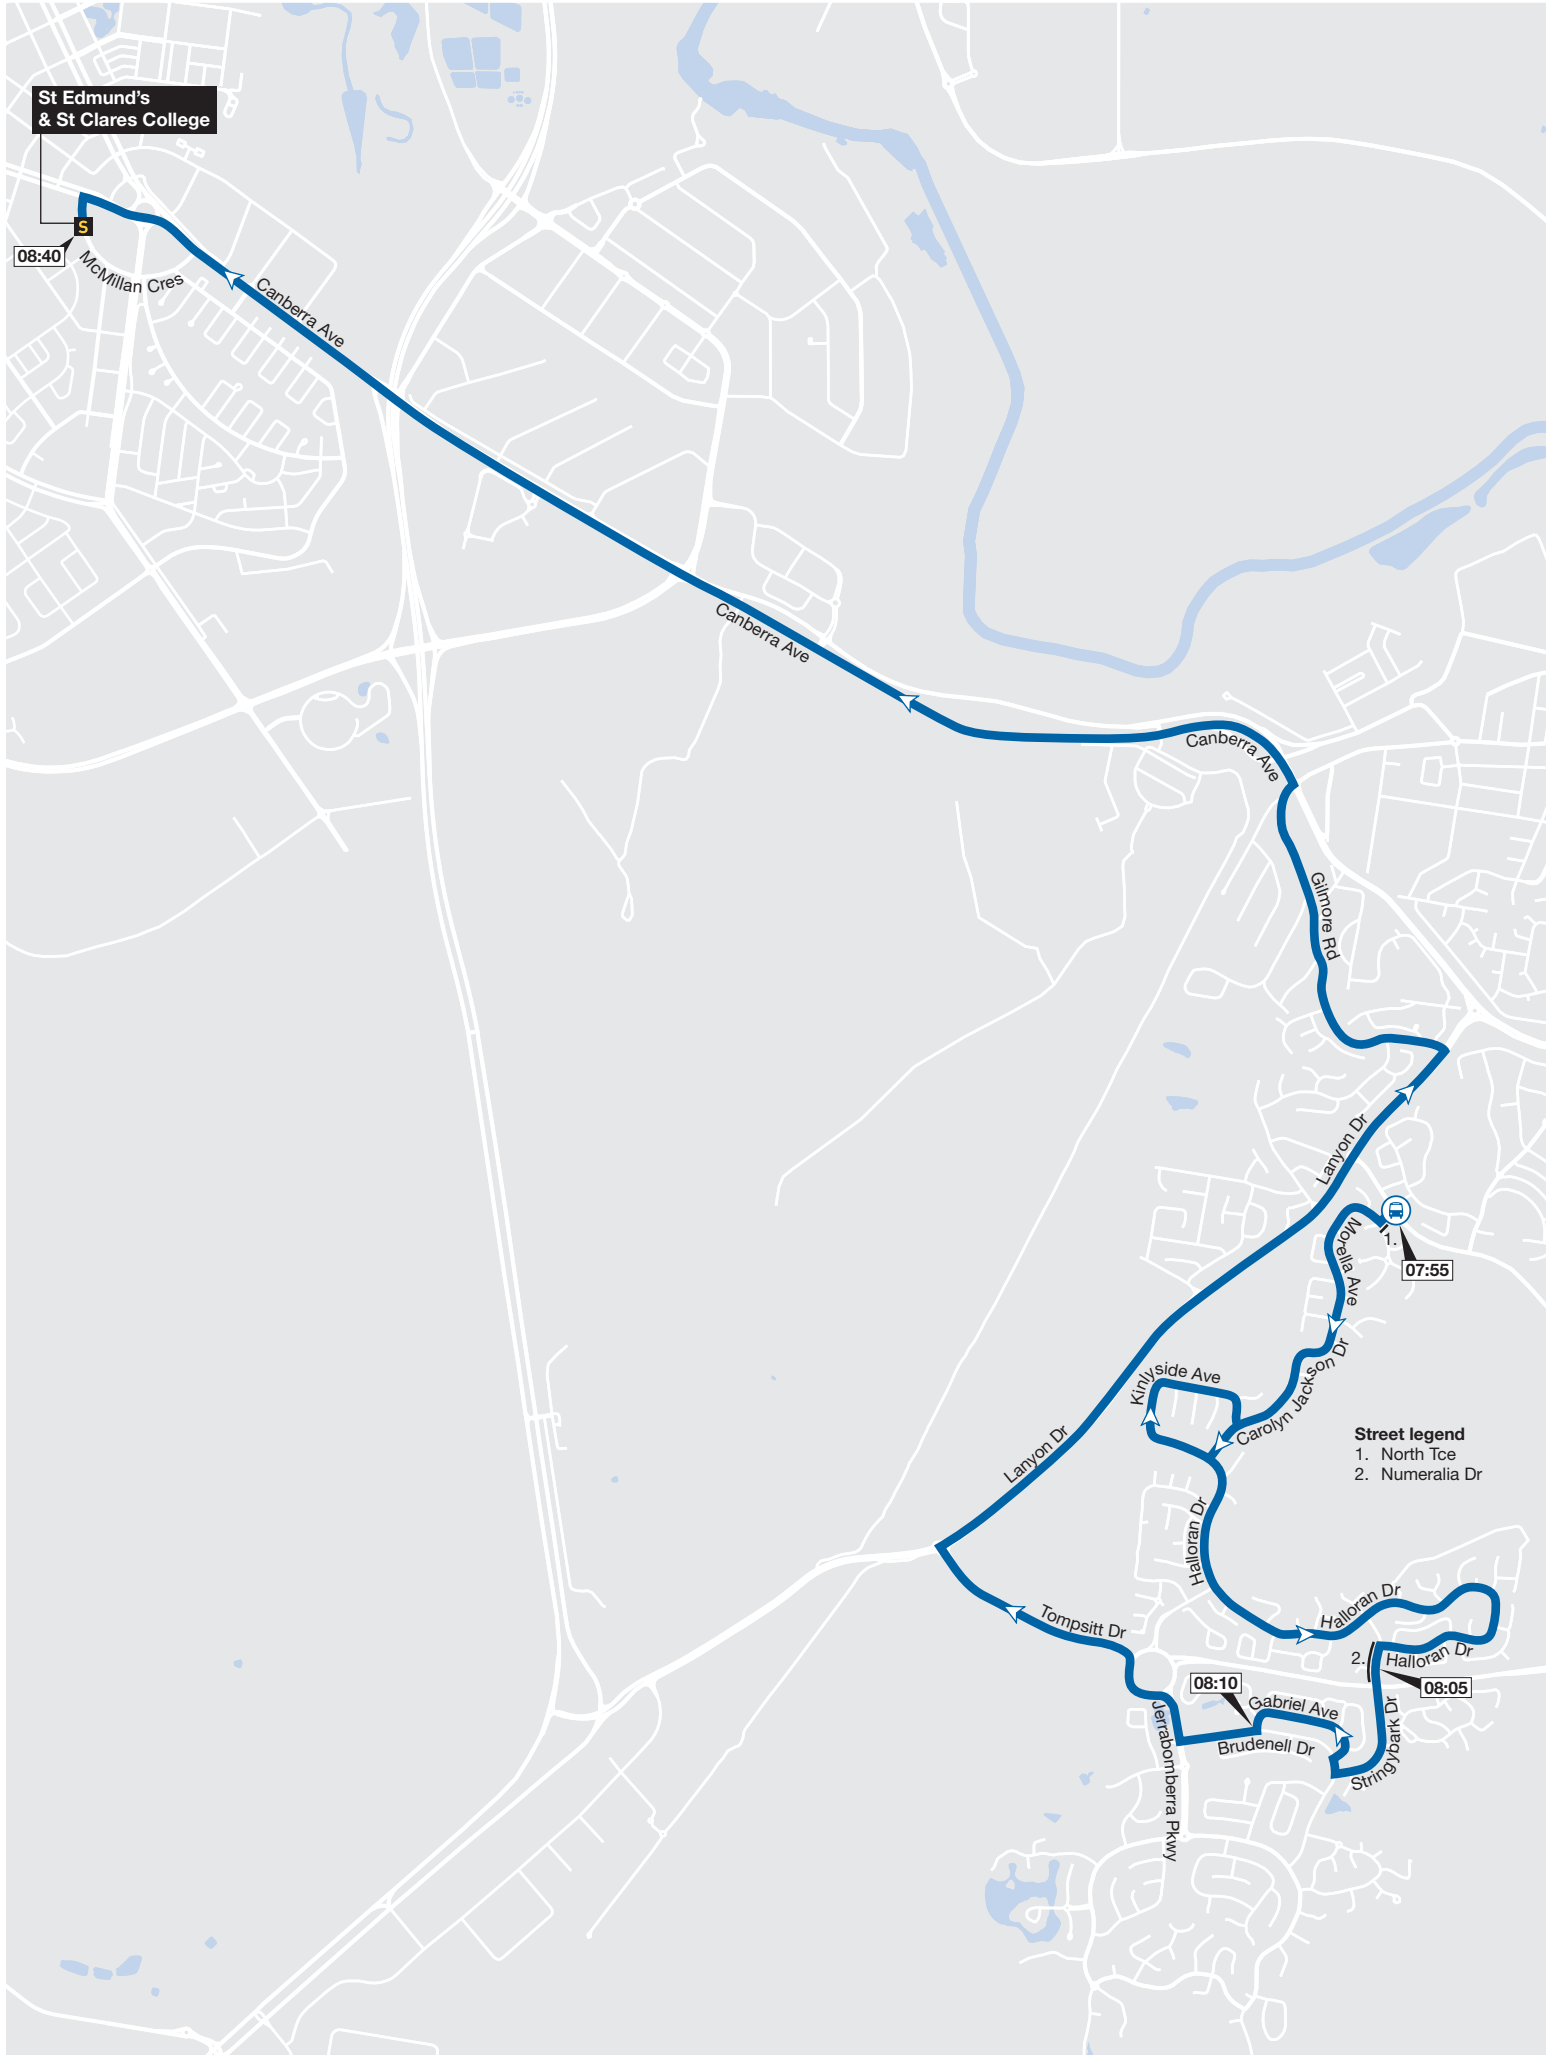 St Edmund's
& St Clares College
S
08:40
McMillan Cres
Canberra Ave
Canberra Ave
Canberra Ave
Gilmore Rd
Lanyon Dr
Morella Ave
1.
07:55
Carolyn Jackson Dr
Kinlyside Ave
Street legend
1. North Tce
2. Numeralia Dr
Lanyon Dr
Halloran Dr
Halloran Dr
Tompsitt Dr
2.
Halloran Dr
08:05
08:10
Gabriel Ave
Brudenell Dr
Stringybark Dr
Jerrabomberra Pkwy